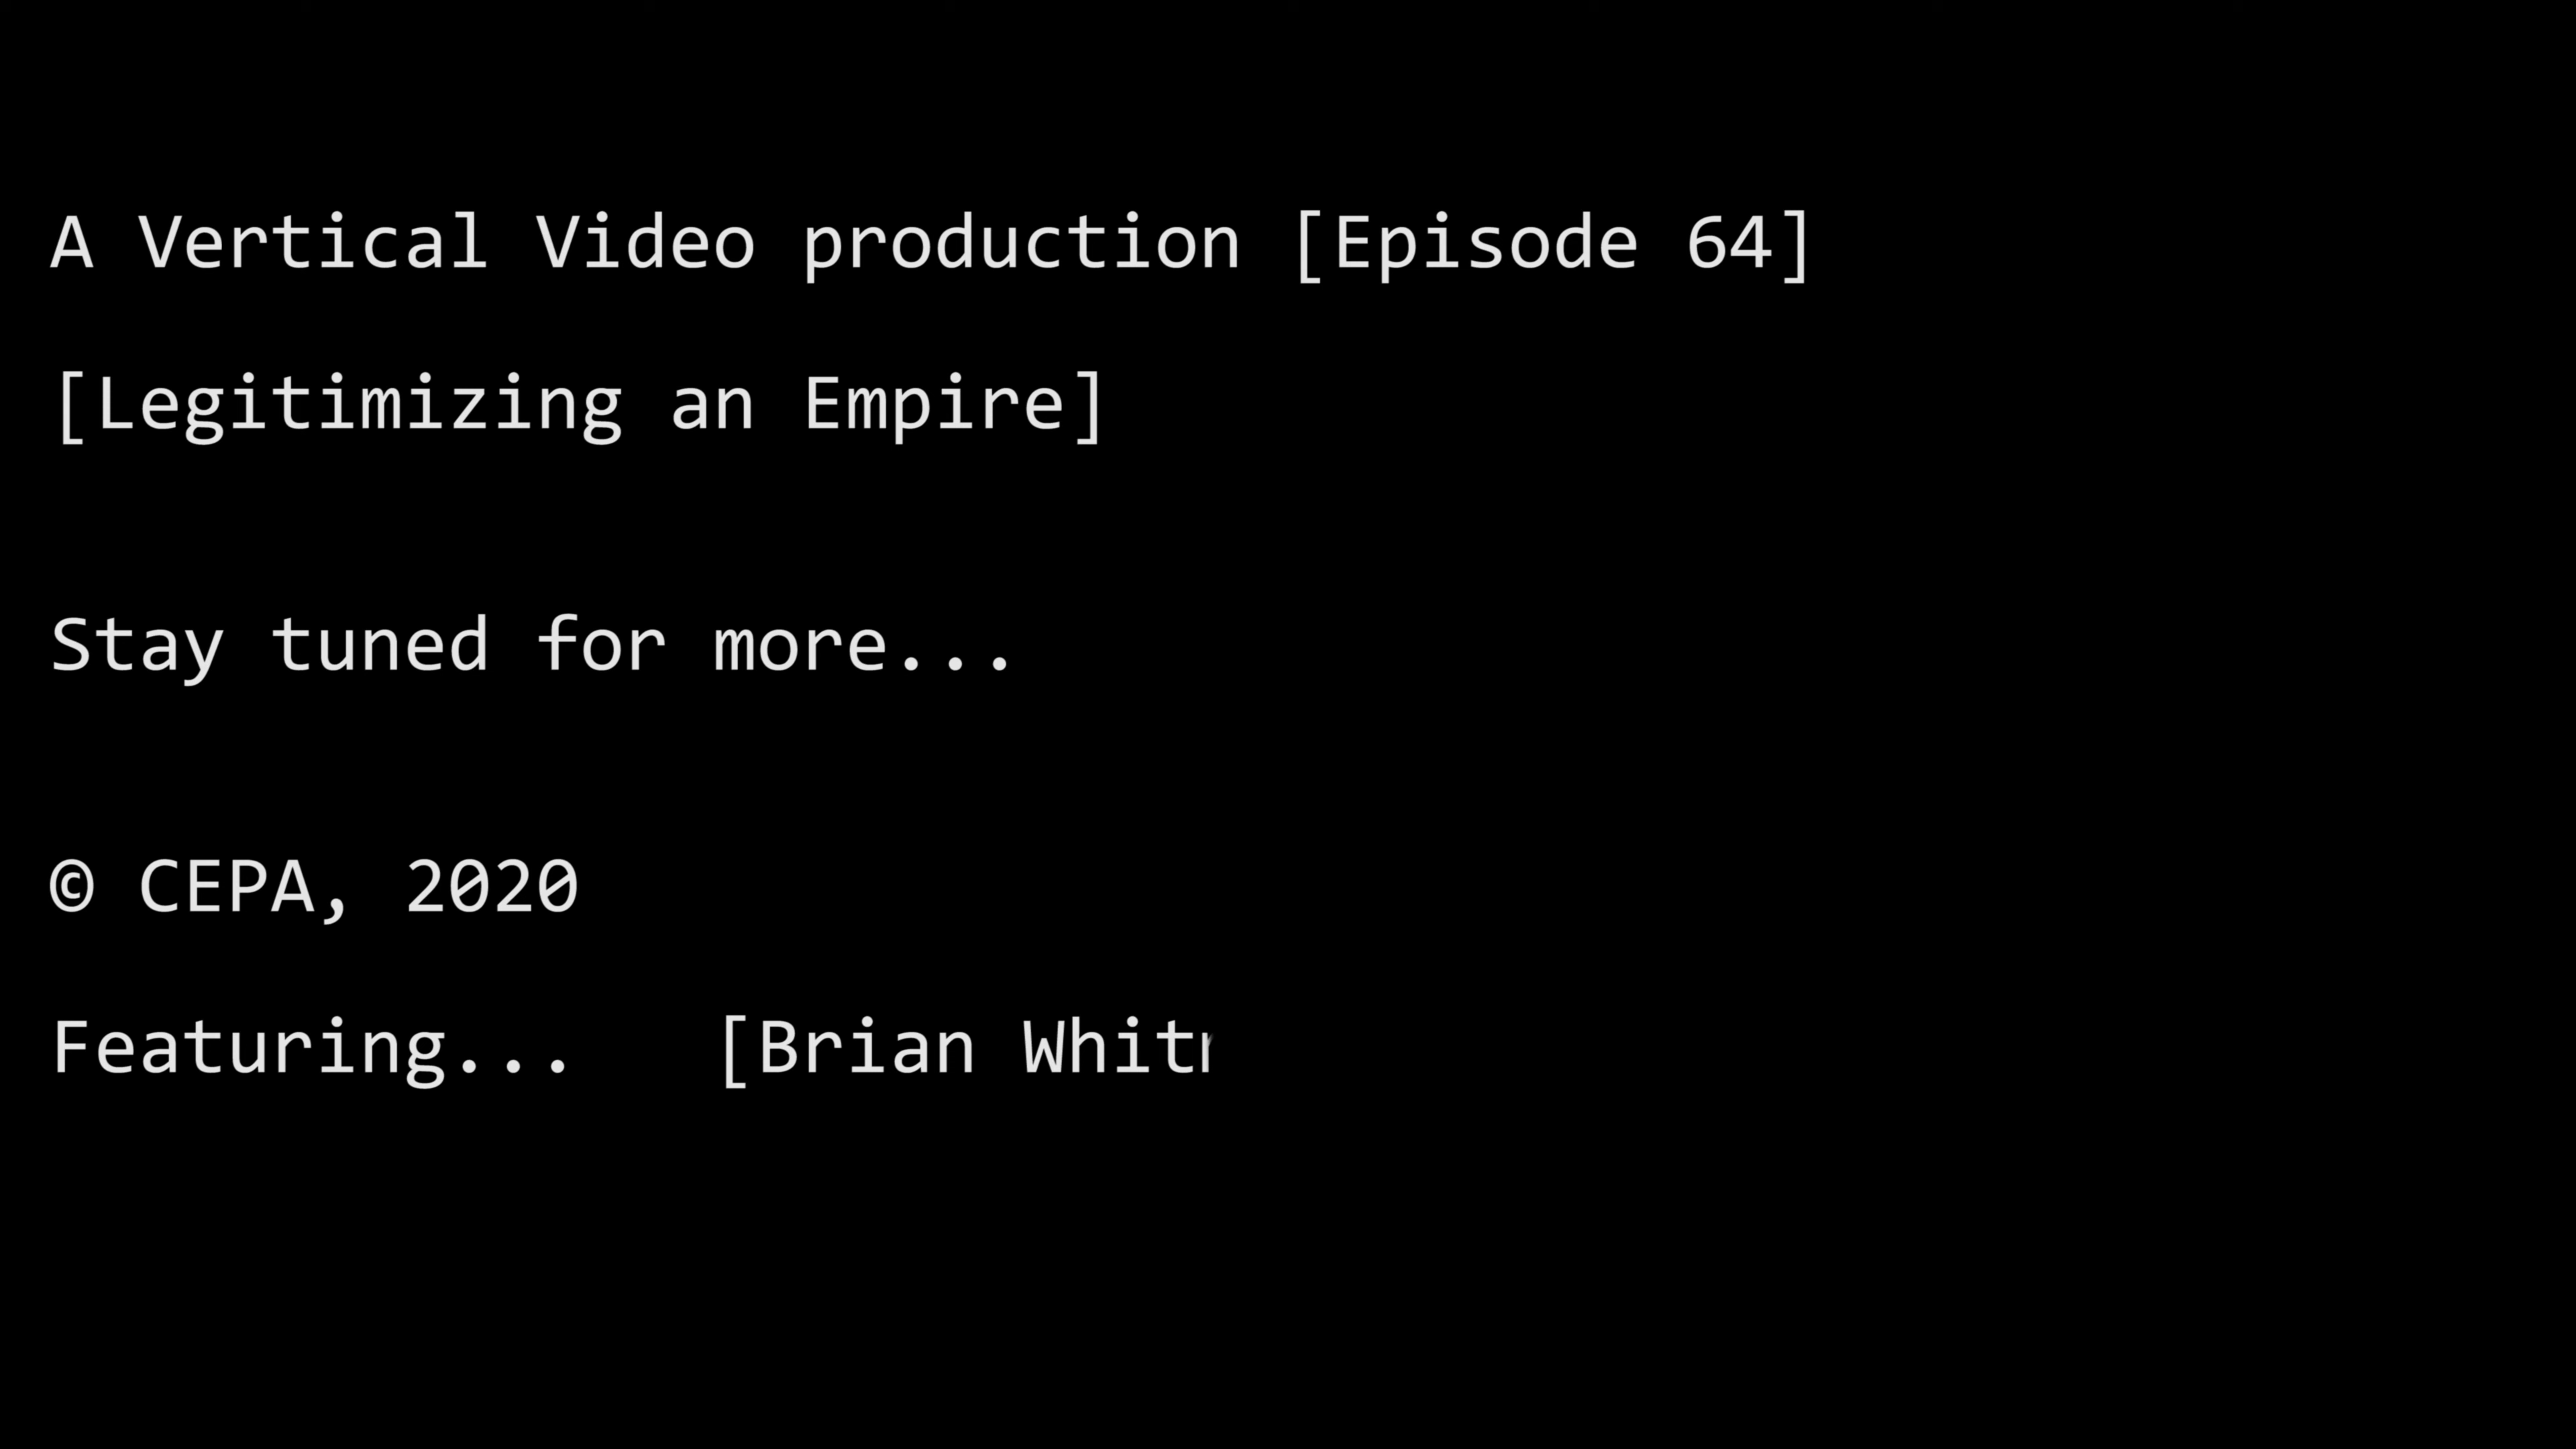 A Vertical Video production [Episode 64]
[Legitimizing an Empire]
Stay tuned for more...
© CEPA, 2020
Featuring... [Brian